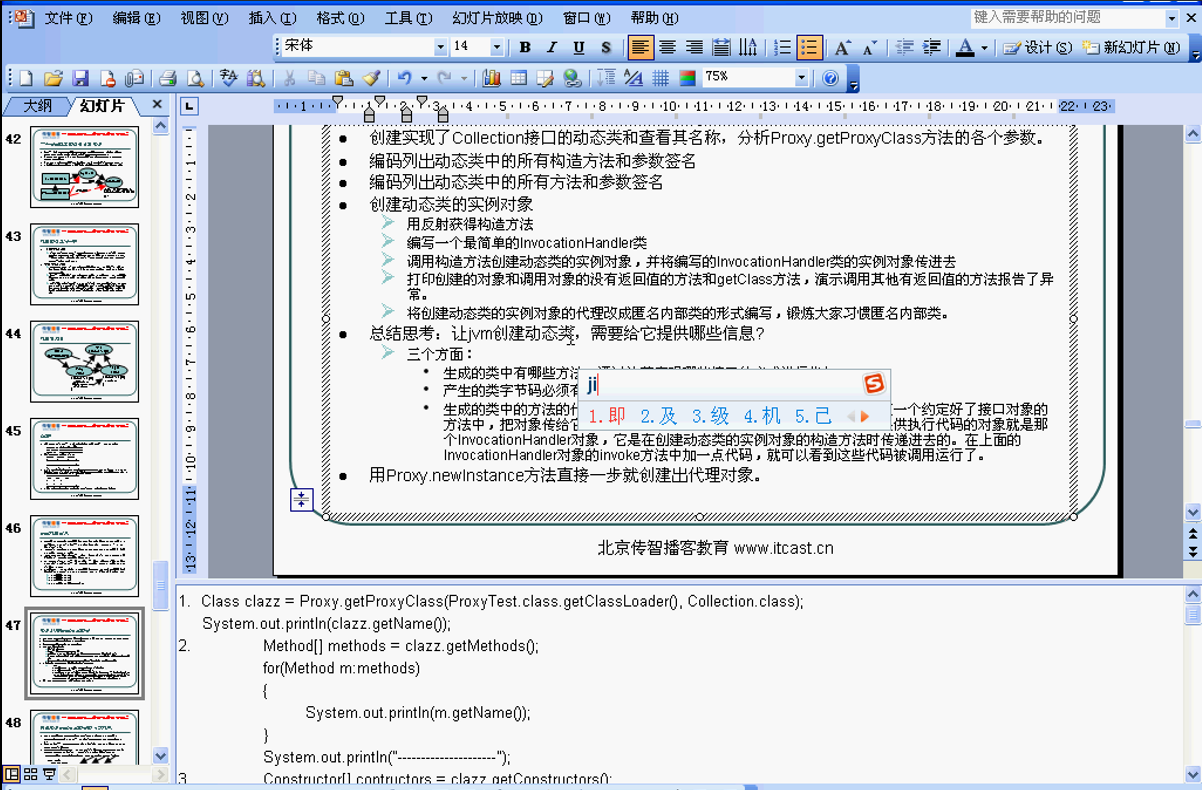 文件(F) 编辑(E) 视图(V) 插入(I) 格式(O) 工具(T) 幻灯片放映(D) 窗口(W) 帮助(H) 键入需要帮助的问题
宋体 14 B I U S A A A 设计(S) 新幻灯片(N)
75%
大纲 幻灯片
1 1 2 3 4 5 6 7 8 9 10 11 12 13 14 15 16 17 18 19 20 21 22 23
42
43
44
45
46
47
48
创建实现了Collection接口的动态类和查看其名称，分析Proxy.getProxyClass方法的各个参数。
编码列出动态类中的所有构造方法和参数签名
编码列出动态类中的所有方法和参数签名
创建动态类的实例对象
用反射获得构造方法
编写一个最简单的InvocationHandler类
调用构造方法创建动态类的实例对象，并将编写的InvocationHandler类的实例对象传进去
打印创建的对象和调用对象的没有返回值的方法和getClass方法，演示调用其他有返回值的方法报告了异
常。
将创建动态类的实例对象的代理改成匿名内部类的形式编写，锻炼大家习惯匿名内部类。
总结思考：让jvm创建动态类，需要给它提供哪些信息？
三个方面：
生成的类中有哪些方法
产生的类字节码必须有
生成的类中的方法的代 一个约定好了接口对象的
方法中，把对象传给它 供执行代码的对象就是那
个InvocationHandler对象，它是在创建动态类的实例对象的构造方法时传递进去的。在上面的
InvocationHandler对象的invoke方法中加一点代码，就可以看到这些代码被调用运行了。
用Proxy.newInstance方法直接一步就创建出代理对象。
ji
1.即 2.及 3.级 4.机 5.己
北京传智播客教育 www.itcast.cn
1. Class clazz = Proxy.getProxyClass(ProxyTest.class.getClassLoader(), Collection.class);
System.out.println(clazz.getName());
2. Method[] methods = clazz.getMethods();
for(Method m:methods)
{
System.out.println(m.getName());
}
System.out.println("----------------------");
3. Constructor[] contructors = clazz.getConstructors();